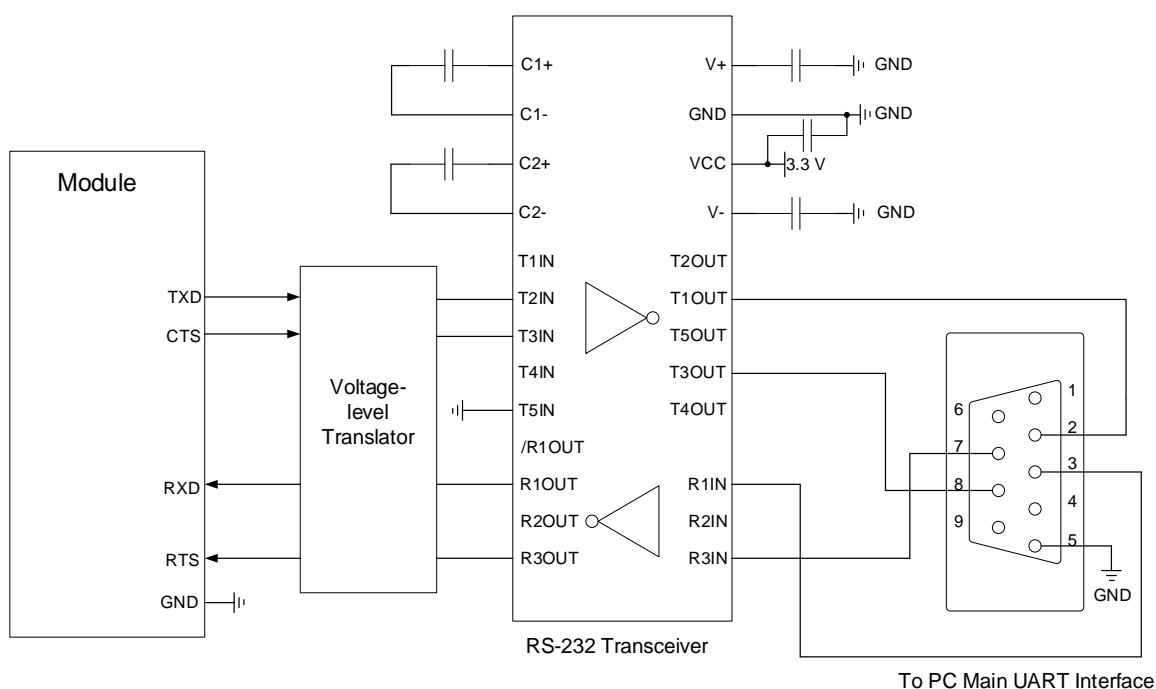 Module
TXD
CTS
RXD
RTS
GND
Voltage-
level
Translator
C1+
C1-
C2+
C2-
T1IN
T2IN
T3IN
T4IN
T5IN
/R1OUT
R1OUT
R2OUT
R3OUT
V+
GND
VCC
V-
T2OUT
T1OUT
T5OUT
T3OUT
T4OUT
R1IN
R2IN
R3IN
GND
GND
3.3 V
GND
RS-232 Transceiver
6
7
8
9
1
2
3
4
5
GND
To PC Main UART Interface